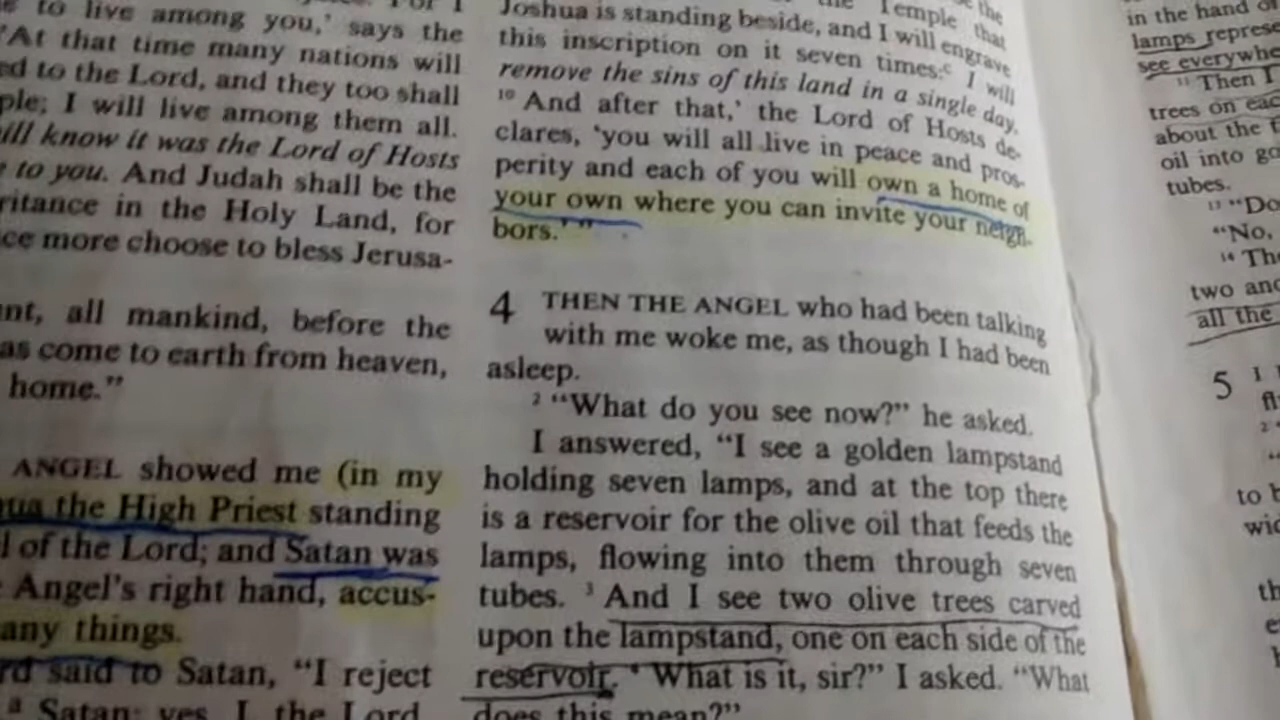 to live among you,' says the
'At that time many nations will
ed to the Lord, and they too shall
ple; I will live among them all.
ill know it was the Lord of Hosts
to you. And Judah shall be the
ritance in the Holy Land, for
ce more choose to bless Jerusa-
nt, all mankind, before the
as come to earth from heaven,
home."
ANGEL showed me (in my
ua the High Priest standing
l of the Lord; and Satan was
Angel's right hand, accus-
any things.
rd said to Satan, "I reject
a Satan; yes, I, the Lord
the Temple that
Joshua is standing beside, and I will engrave
this inscription on it seven times: c I will
remove the sins of this land in a single day.
10 And after that,' the Lord of Hosts de-
clares, 'you will all live in peace and pros-
perity and each of you will own a home of
your own where you can invite your neigh-
bors.' "
4 THEN THE ANGEL who had been talking
with me woke me, as though I had been
asleep.
2 "What do you see now?" he asked.
I answered, "I see a golden lampstand
holding seven lamps, and at the top there
is a reservoir for the olive oil that feeds the
lamps, flowing into them through seven
tubes. 3 And I see two olive trees carved
upon the lampstand, one on each side of the
reservoir. 4 What is it, sir?" I asked. "What
does this mean?"
in the hand of
lamps represe
see everywhe
11 Then I
trees on eac
about the
oil into go
tubes.
13 "Do
"No,
14 The
two and
all the
5 I
fl
2 "
to b
wid
th
e